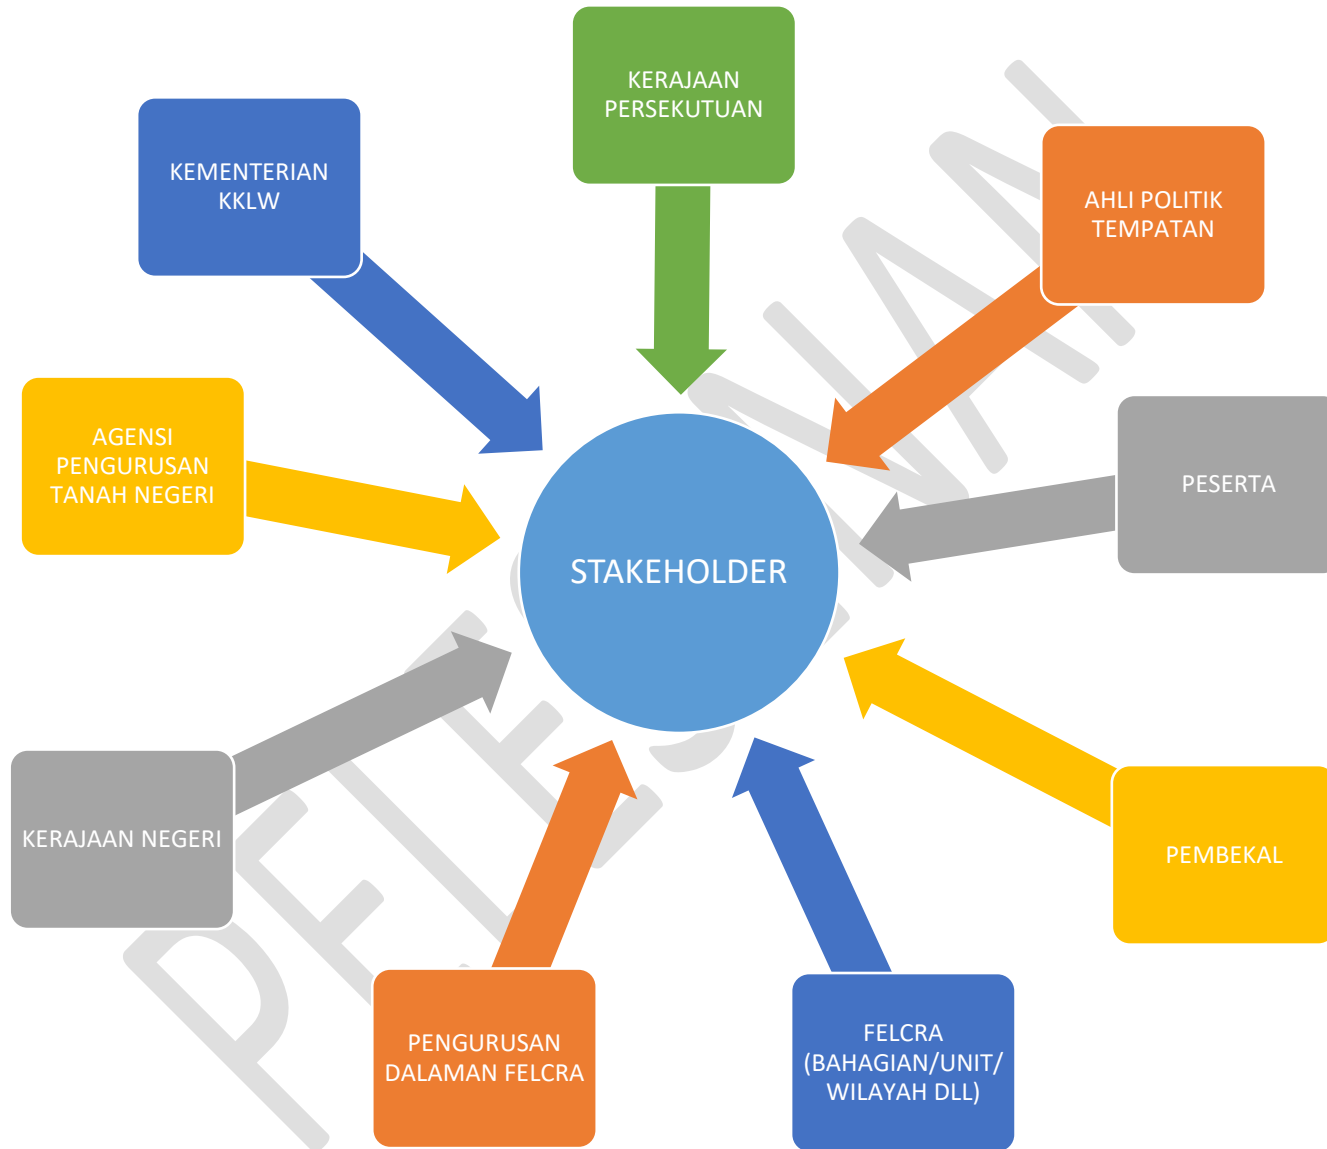 KERAJAAN
PERSEKUTUAN
KEMENTERIAN
KKLW
AHLI POLITIK
TEMPATAN
AGENSI
PENGURUSAN
TANAH NEGERI
PESERTA
STAKEHOLDER
KERAJAAN NEGERI
PEMBEKAL
PENGURUSAN
DALAMAN FELCRA
FELCRA
(BAHAGIAN/UNIT/
WILAYAH DLL)